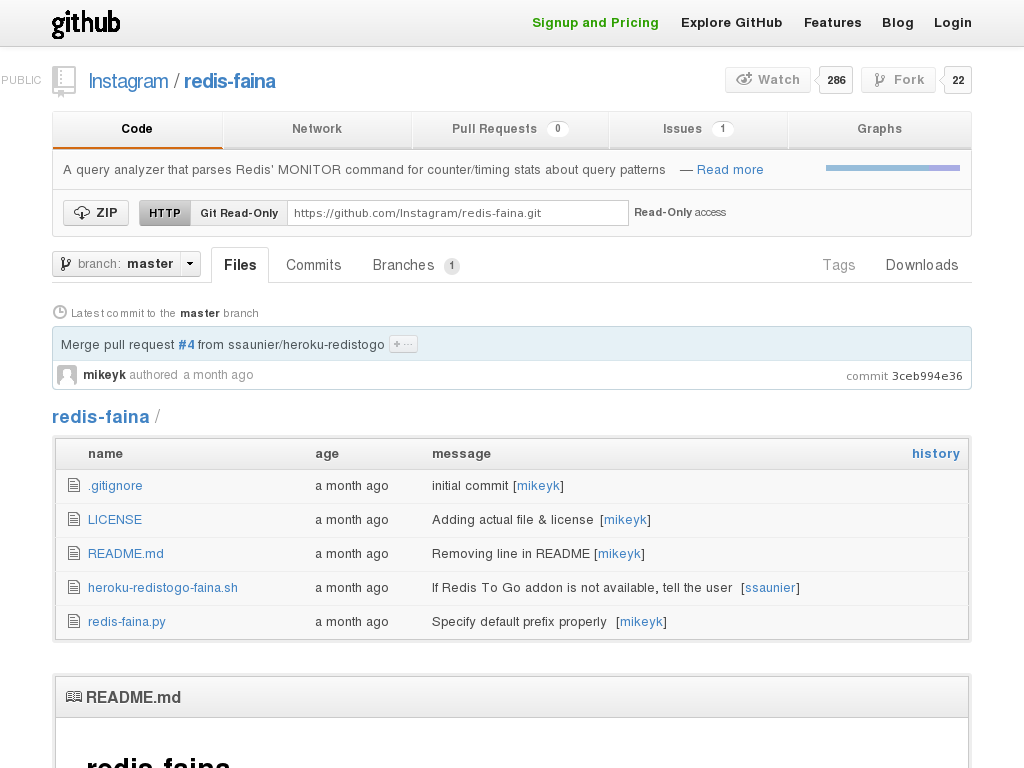 github
Signup and Pricing Explore GitHub Features Blog Login
PUBLIC Instagram / redis-faina Watch 286 Fork 22
Code Network Pull Requests 0 Issues 1 Graphs
A query analyzer that parses Redis' MONITOR command for counter/timing stats about query patterns — Read more
ZIP HTTP Git Read-Only https://github.com/Instagram/redis-faina.git Read-Only access
branch: master Files Commits Branches 1 Tags Downloads
Latest commit to the master branch
Merge pull request #4 from ssaunier/heroku-redistogo + ...
mikeyk authored a month ago commit 3ceb994e36
redis-faina /
name age message history
.gitignore a month ago initial commit [mikeyk]
LICENSE a month ago Adding actual file & license [mikeyk]
README.md a month ago Removing line in README [mikeyk]
heroku-redistogo-faina.sh a month ago If Redis To Go addon is not available, tell the user [ssaunier]
redis-faina.py a month ago Specify default prefix properly [mikeyk]
README.md
redis-faina